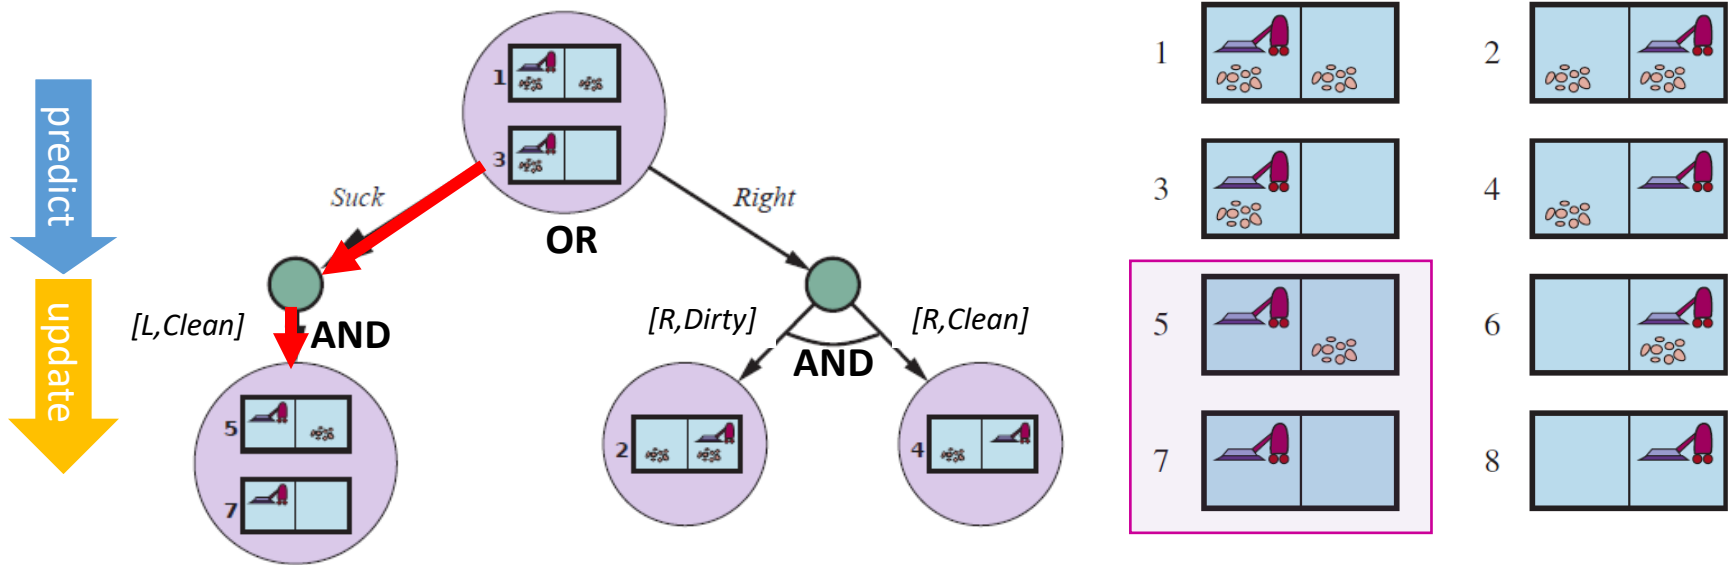 predict
update
1
3
Suck
Right
OR
[L,Clean]
AND
[R,Dirty]
[R,Clean]
AND
5
7
2
4
1
2
3
4
5
6
7
8